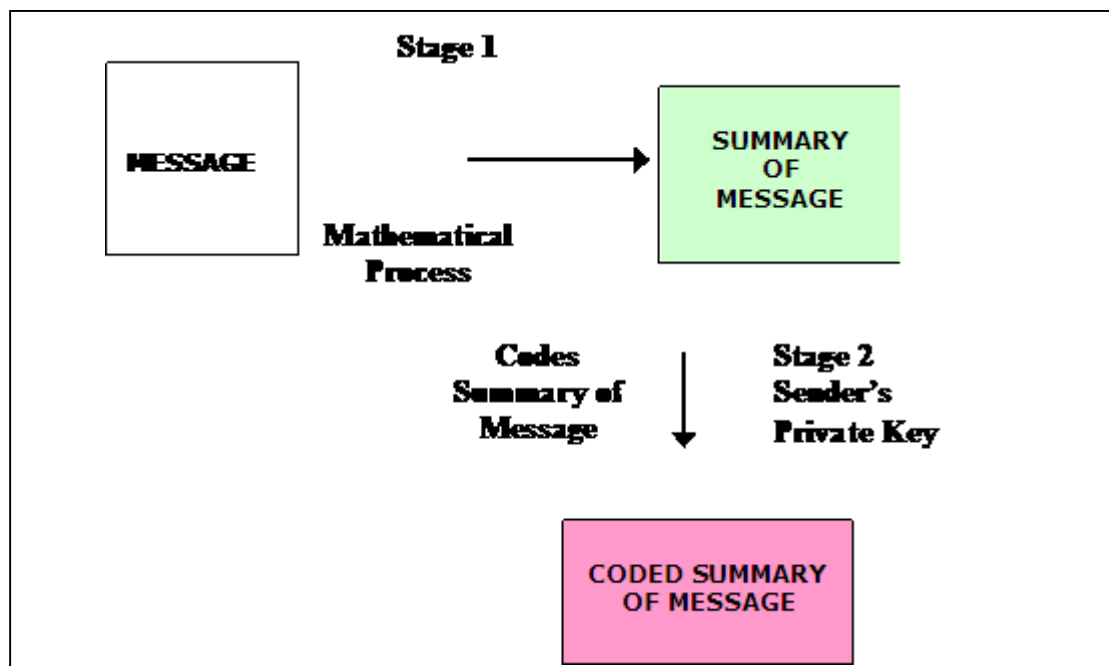 Stage 1
MESSAGE
SUMMARY
OF
MESSAGE
Mathematical
Process
Codes
Summary of
Message
Stage 2
Sender's
Private Key
CODED SUMMARY
OF MESSAGE